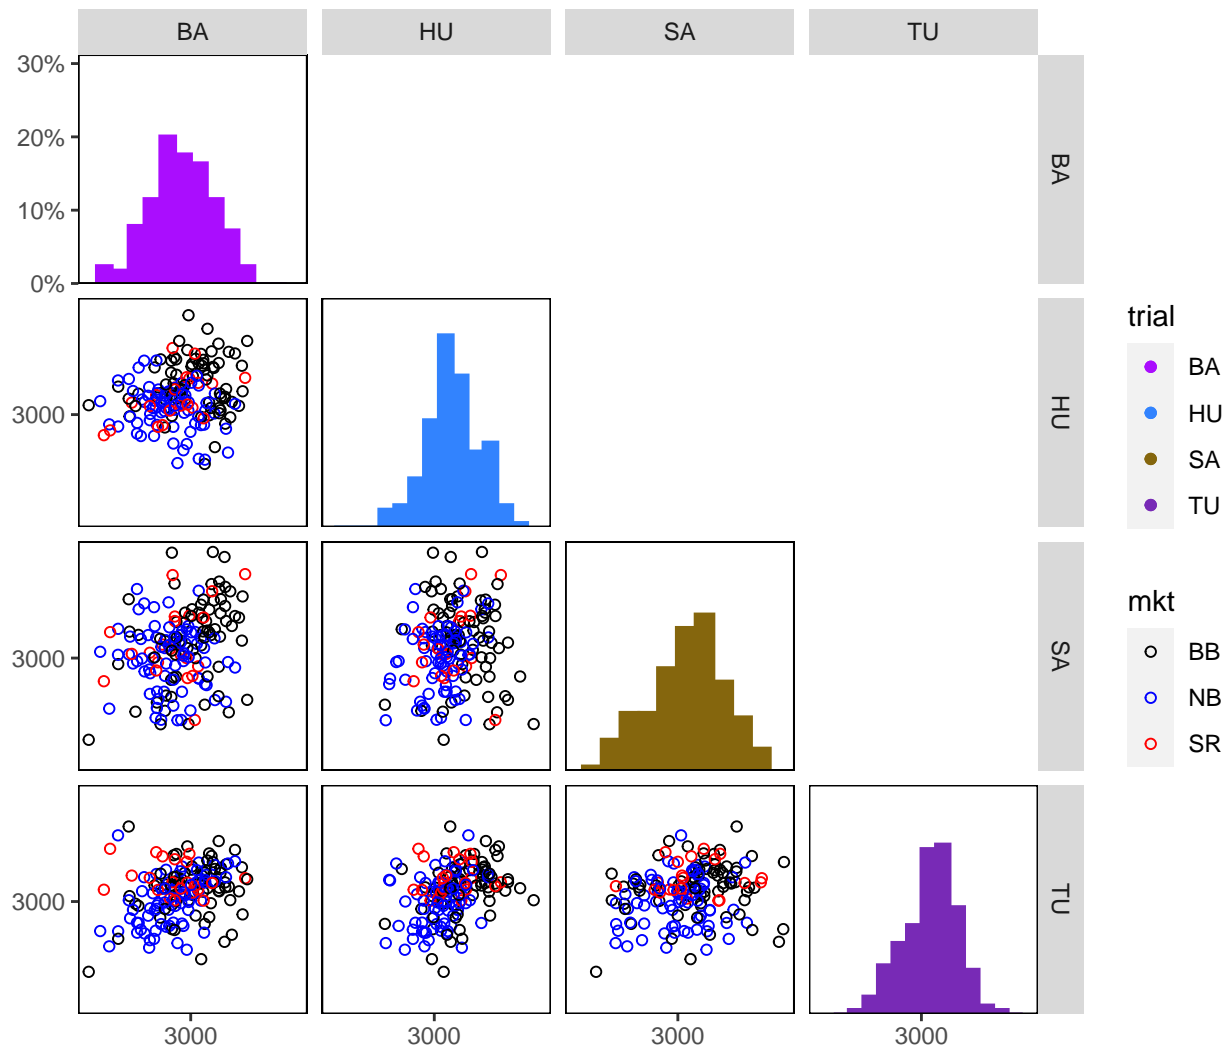 BA HU SA TU
30%
20%
10%
0%
BA
3000
HU
3000
SA
3000
TU
3000 3000 3000 3000
trial
BA
HU
SA
TU
mkt
BB
NB
SR